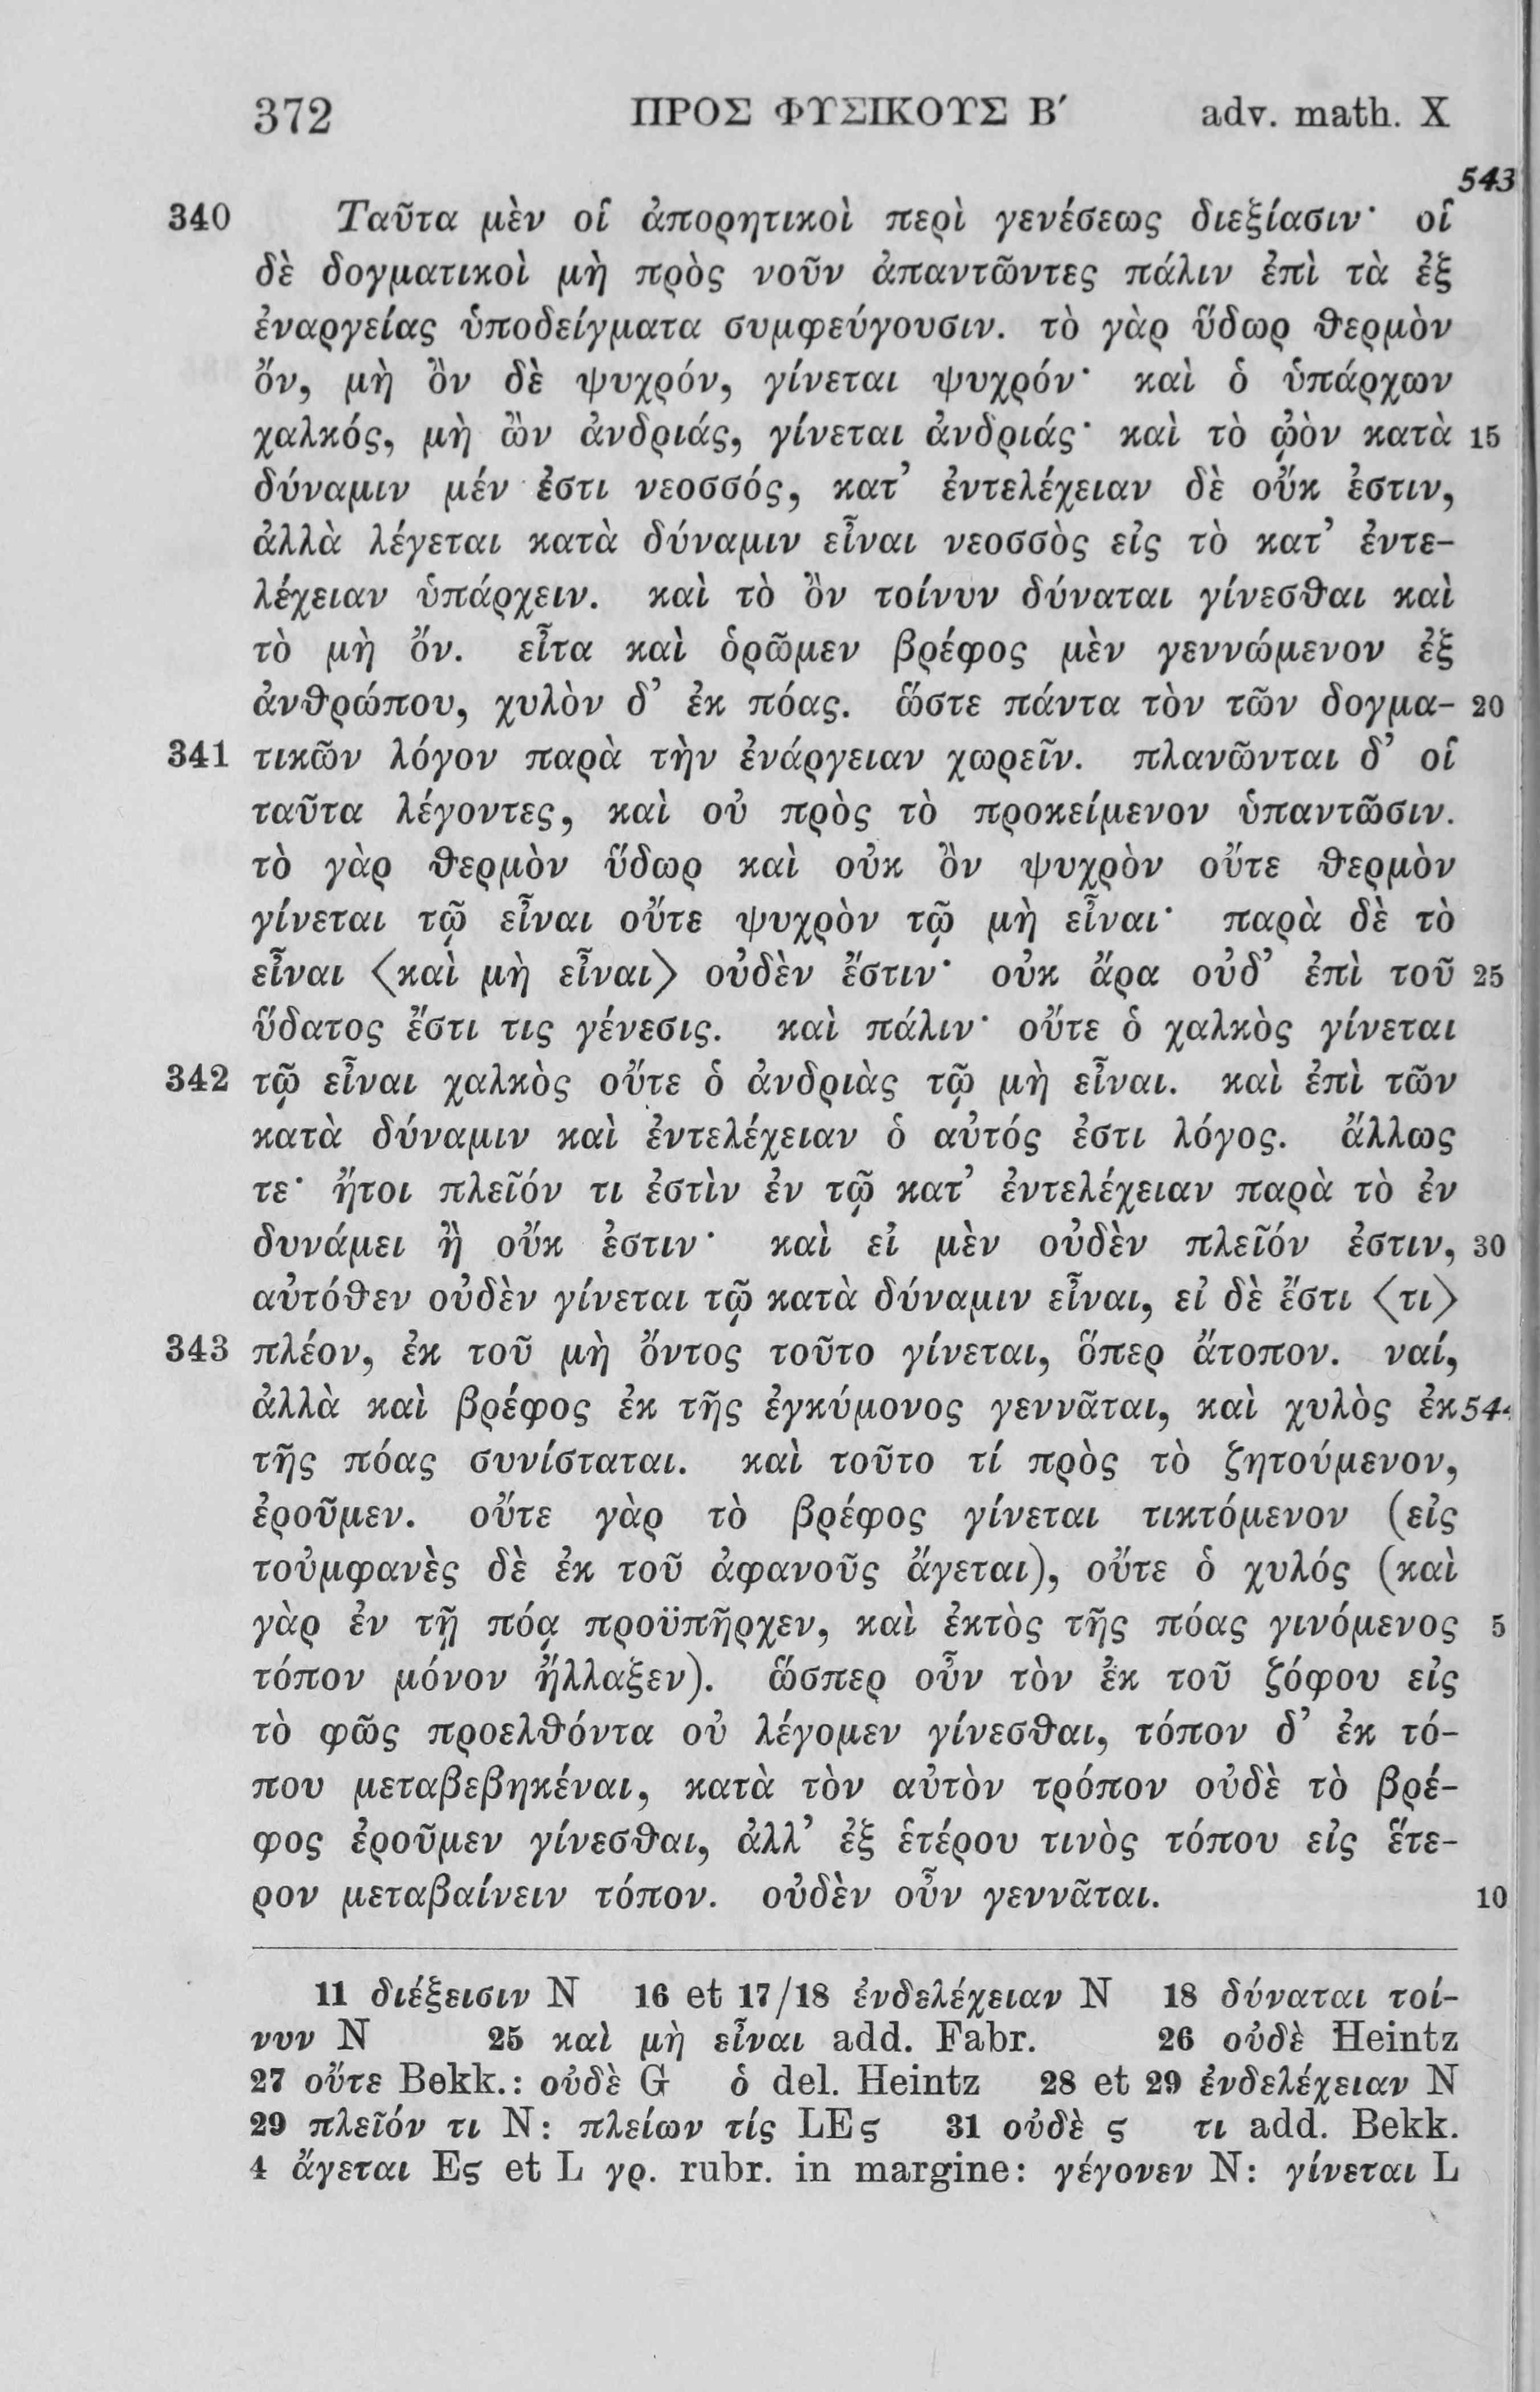 372 ΠΡΟΣ ΦΥΣΙΚΟΥΣ Β′ adv. math. X
543
340 Ταῦτα μὲν οἱ ἀπορητικοὶ περὶ γενέσεως διεξίασιν· οἱ
δὲ δογματικοὶ μὴ πρὸς νοῦν ἀπαντῶντες πάλιν ἐπὶ τὰ ἐξ
ἐναργείας ὑποδείγματα συμφεύγουσιν. τὸ γὰρ ὕδωρ θερμὸν
ὄν, μὴ ὂν δὲ ψυχρόν, γίνεται ψυχρόν· καὶ ὁ ὑπάρχων
χαλκός, μὴ ὢν ἀνδριάς, γίνεται ἀνδριάς· καὶ τὸ ᾠὸν κατὰ 15
δύναμιν μέν ἐστι νεοσσός, κατ’ ἐντελέχειαν δὲ οὔκ ἐστιν,
ἀλλὰ λέγεται κατὰ δύναμιν εἶναι νεοσσὸς εἰς τὸ κατ’ ἐντε-
λέχειαν ὑπάρχειν. καὶ τὸ ὂν τοίνυν δύναται γίνεσθαι καὶ
τὸ μὴ ὄν. εἶτα καὶ ὁρῶμεν βρέφος μὲν γεννώμενον ἐξ
ἀνθρώπου, χυλὸν δ’ ἐκ πόας. ὥστε πάντα τὸν τῶν δογμα- 20
341 τικῶν λόγον παρὰ τὴν ἐνάργειαν χωρεῖν. πλανῶνται δ’ οἱ
ταῦτα λέγοντες, καὶ οὐ πρὸς τὸ προκείμενον ὑπαντῶσιν.
τὸ γὰρ θερμὸν ὕδωρ καὶ οὐκ ὂν ψυχρὸν οὔτε θερμὸν
γίνεται τῷ εἶναι οὔτε ψυχρὸν τῷ μὴ εἶναι· παρὰ δὲ τὸ
εἶναι ⟨καὶ μὴ εἶναι⟩ οὐδὲν ἔστιν· οὐκ ἄρα οὐδ’ ἐπὶ τοῦ 25
ὕδατος ἔστι τις γένεσις. καὶ πάλιν· οὔτε ὁ χαλκὸς γίνεται
342 τῷ εἶναι χαλκὸς οὔτε ὁ ἀνδριὰς τῷ μὴ εἶναι. καὶ ἐπὶ τῶν
κατὰ δύναμιν καὶ ἐντελέχειαν ὁ αὐτός ἐστι λόγος. ἄλλως
τε· ἤτοι πλεῖόν τι ἐστὶν ἐν τῷ κατ’ ἐντελέχειαν παρὰ τὸ ἐν
δυνάμει ἢ οὔκ ἐστιν· καὶ εἰ μὲν οὐδὲν πλεῖόν ἐστιν, 30
αὐτόθεν οὐδὲν γίνεται τῷ κατὰ δύναμιν εἶναι, εἰ δὲ ἔστι ⟨τι⟩
343 πλέον, ἐκ τοῦ μὴ ὄντος τοῦτο γίνεται, ὅπερ ἄτοπον. ναί,
ἀλλὰ καὶ βρέφος ἐκ τῆς ἐγκύμονος γεννᾶται, καὶ χυλὸς ἐκ 544
τῆς πόας συνίσταται. καὶ τοῦτο τί πρὸς τὸ ζητούμενον,
ἐροῦμεν. οὔτε γὰρ τὸ βρέφος γίνεται τικτόμενον (εἰς
τοὐμφανὲς δὲ ἐκ τοῦ ἀφανοῦς ἄγεται), οὔτε ὁ χυλός (καὶ
γὰρ ἐν τῇ πόᾳ προϋπῆρχεν, καὶ ἐκτὸς τῆς πόας γινόμενος 5
τόπον μόνον ἤλλαξεν). ὥσπερ οὖν τὸν ἐκ τοῦ ζόφου εἰς
τὸ φῶς προελθόντα οὐ λέγομεν γίνεσθαι, τόπον δ’ ἐκ τό-
που μεταβεβηκέναι, κατὰ τὸν αὐτὸν τρόπον οὐδὲ τὸ βρέ-
φος ἐροῦμεν γίνεσθαι, ἀλλ’ ἐξ ἑτέρου τινὸς τόπου εἰς ἕτε-
ρον μεταβαίνειν τόπον. οὐδὲν οὖν γεννᾶται. 10
11 διέξεισιν N 16 et 17/18 ἐνδελέχειαν N 18 δύναται τοί-
νυν N 25 καὶ μὴ εἶναι add. Fabr. 26 οὐδὲ Heintz
27 οὔτε Bekk.: οὐδὲ G ὁ del. Heintz 28 et 29 ἐνδελέχειαν N
29 πλεῖόν τι N: πλείων τίς LEς 31 οὐδὲ ς τι add. Bekk.
4 ἄγεται Eς et L γρ. rubr. in margine: γέγονεν N: γίνεται L